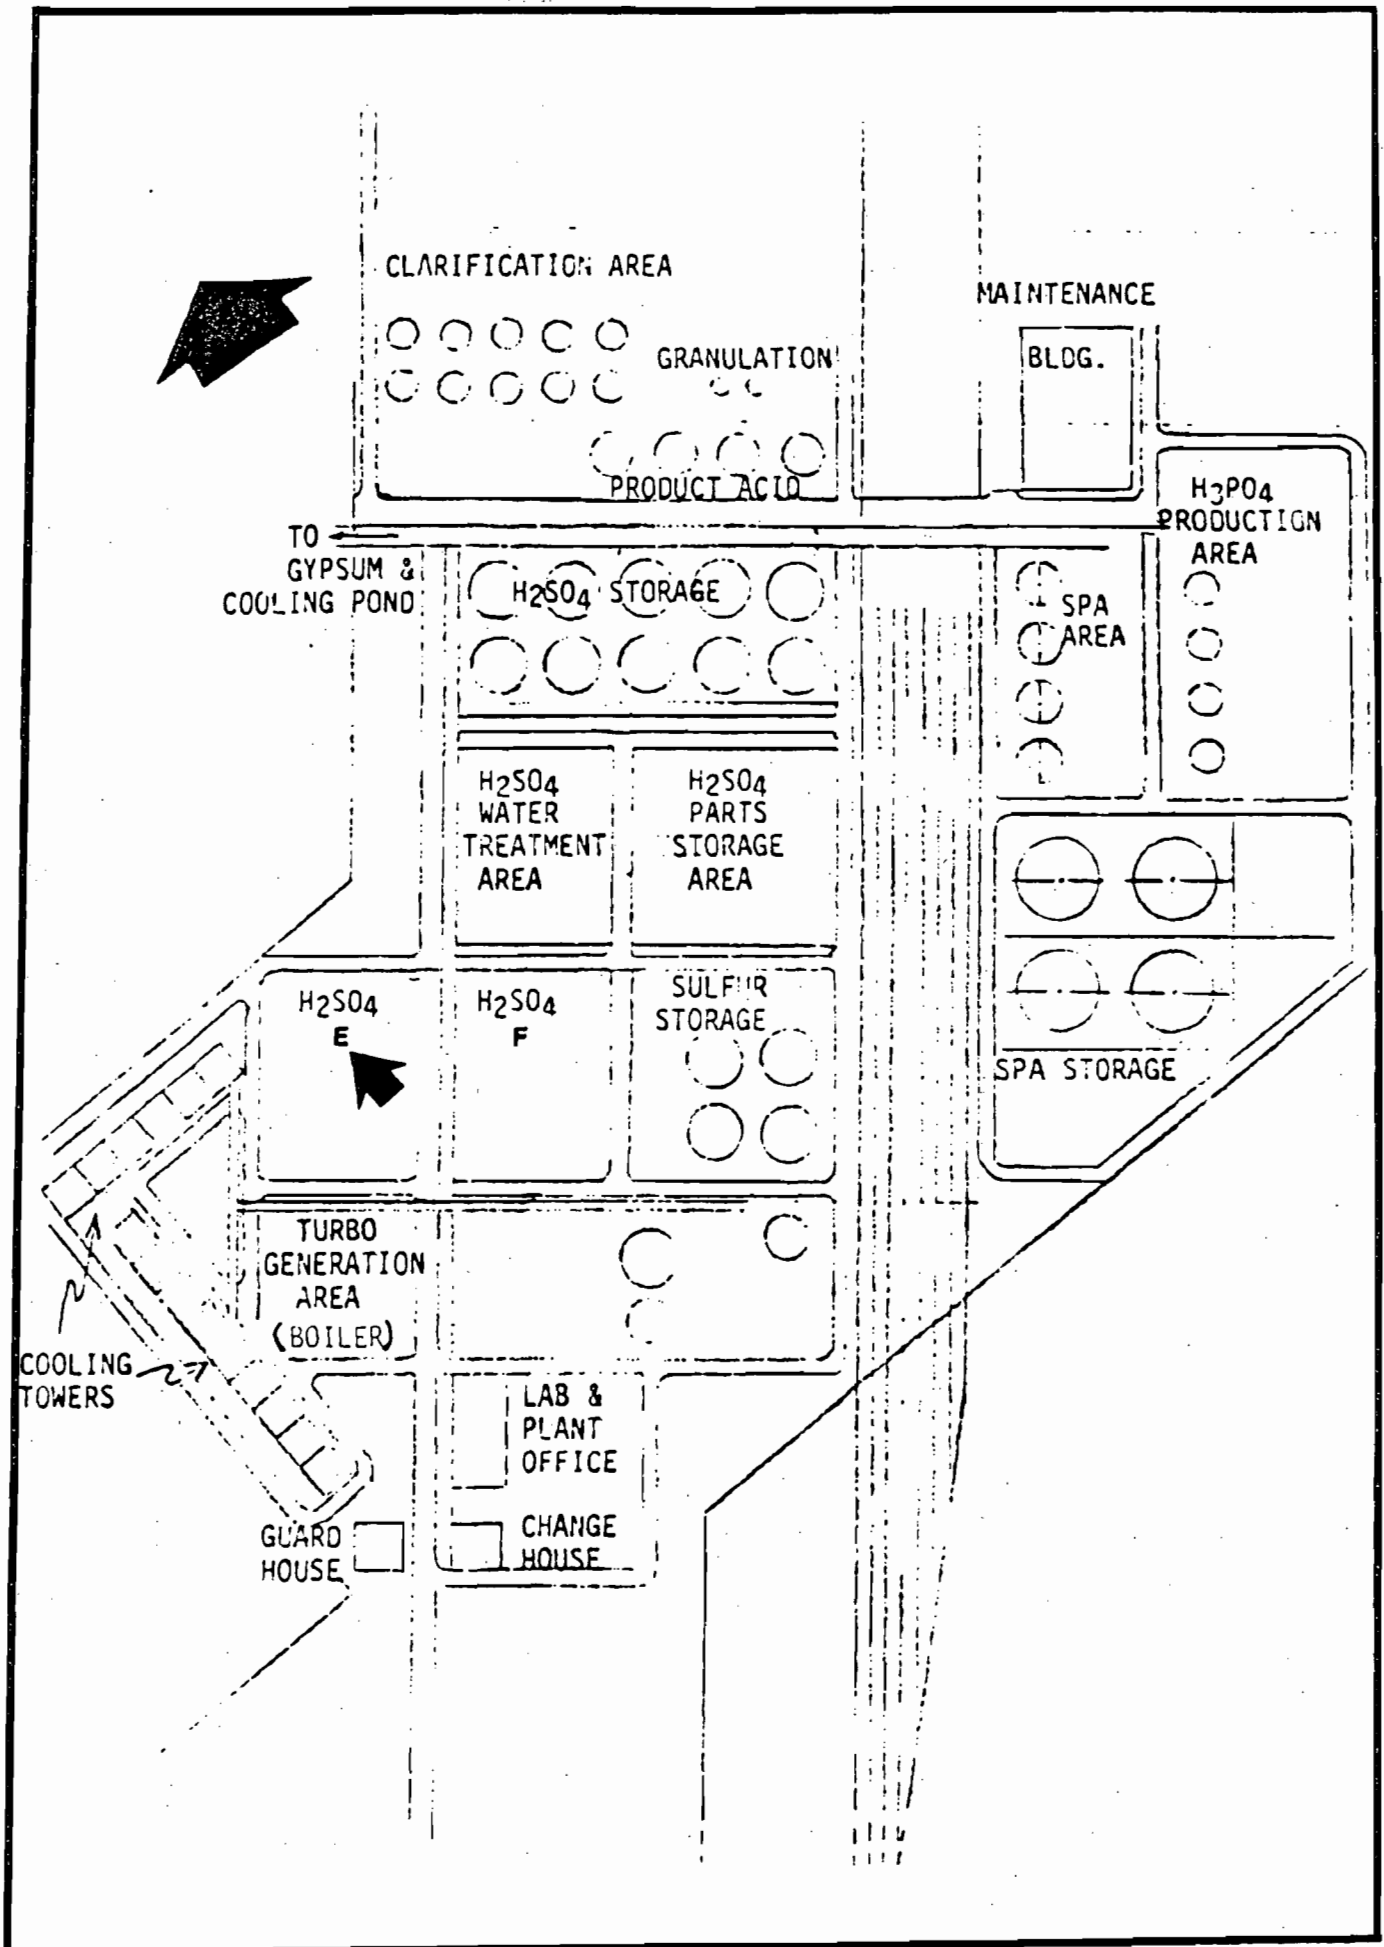 CLARIFICATION AREA
MAINTENANCE
BLDG.
GRANULATION
PRODUCT ACID
H3PO4
PRODUCTION
AREA
TO
GYPSUM &
COOLING POND
H2SO4 STORAGE
SPA
AREA
H2SO4
WATER
TREATMENT
AREA
H2SO4
PARTS
STORAGE
AREA
H2SO4
E
H2SO4
F
SULFUR
STORAGE
SPA STORAGE
TURBO
GENERATION
AREA
(BOILER)
COOLING
TOWERS
LAB &
PLANT
OFFICE
GUARD
HOUSE
CHANGE
HOUSE